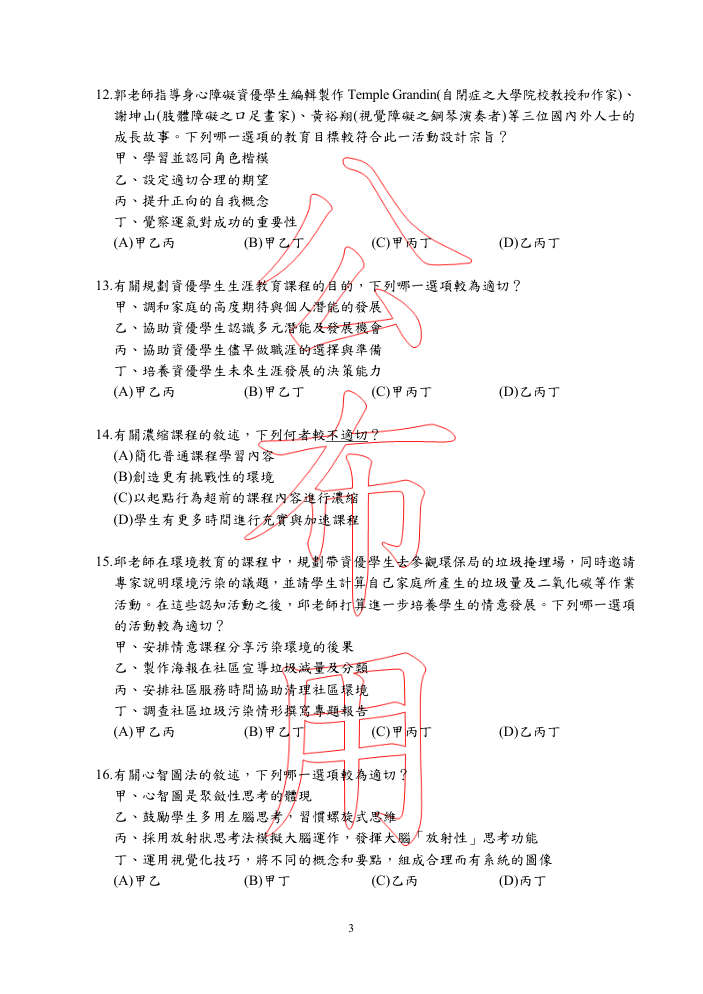 12.郭老師指導身心障礙資優學生編輯製作 Temple Grandin(自閉症之大學院校教授和作家)、
謝坤山(肢體障礙之口足畫家)、黃裕翔(視覺障礙之鋼琴演奏者)等三位國內外人士的
成長故事。下列哪一選項的教育目標較符合此一活動設計宗旨？
甲、學習並認同角色楷模
乙、設定適切合理的期望
丙、提升正向的自我概念
丁、覺察運氣對成功的重要性
(A)甲乙丙 (B)甲乙丁 (C)甲丙丁 (D)乙丙丁
13.有關規劃資優學生生涯教育課程的目的，下列哪一選項較為適切？
甲、調和家庭的高度期待與個人潛能的發展
乙、協助資優學生認識多元潛能及發展機會
丙、協助資優學生儘早做職涯的選擇與準備
丁、培養資優學生未來生涯發展的決策能力
(A)甲乙丙 (B)甲乙丁 (C)甲丙丁 (D)乙丙丁
14.有關濃縮課程的敘述，下列何者較不適切？
(A)簡化普通課程學習內容
(B)創造更有挑戰性的環境
(C)以起點行為超前的課程內容進行濃縮
(D)學生有更多時間進行充實與加速課程
15.邱老師在環境教育的課程中，規劃帶資優學生去參觀環保局的垃圾掩埋場，同時邀請
專家說明環境污染的議題，並請學生計算自己家庭所產生的垃圾量及二氧化碳等作業
活動。在這些認知活動之後，邱老師打算進一步培養學生的情意發展。下列哪一選項
的活動較為適切？
甲、安排情意課程分享污染環境的後果
乙、製作海報在社區宣導垃圾減量及分類
丙、安排社區服務時間協助清理社區環境
丁、調查社區垃圾污染情形撰寫專題報告
(A)甲乙丙 (B)甲乙丁 (C)甲丙丁 (D)乙丙丁
16.有關心智圖法的敘述，下列哪一選項較為適切？
甲、心智圖是聚斂性思考的體現
乙、鼓勵學生多用左腦思考，習慣螺旋式思維
丙、採用放射狀思考法模擬大腦運作，發揮大腦「放射性」思考功能
丁、運用視覺化技巧，將不同的概念和要點，組成合理而有系統的圖像
(A)甲乙 (B)甲丁 (C)乙丙 (D)丙丁
3
公布用